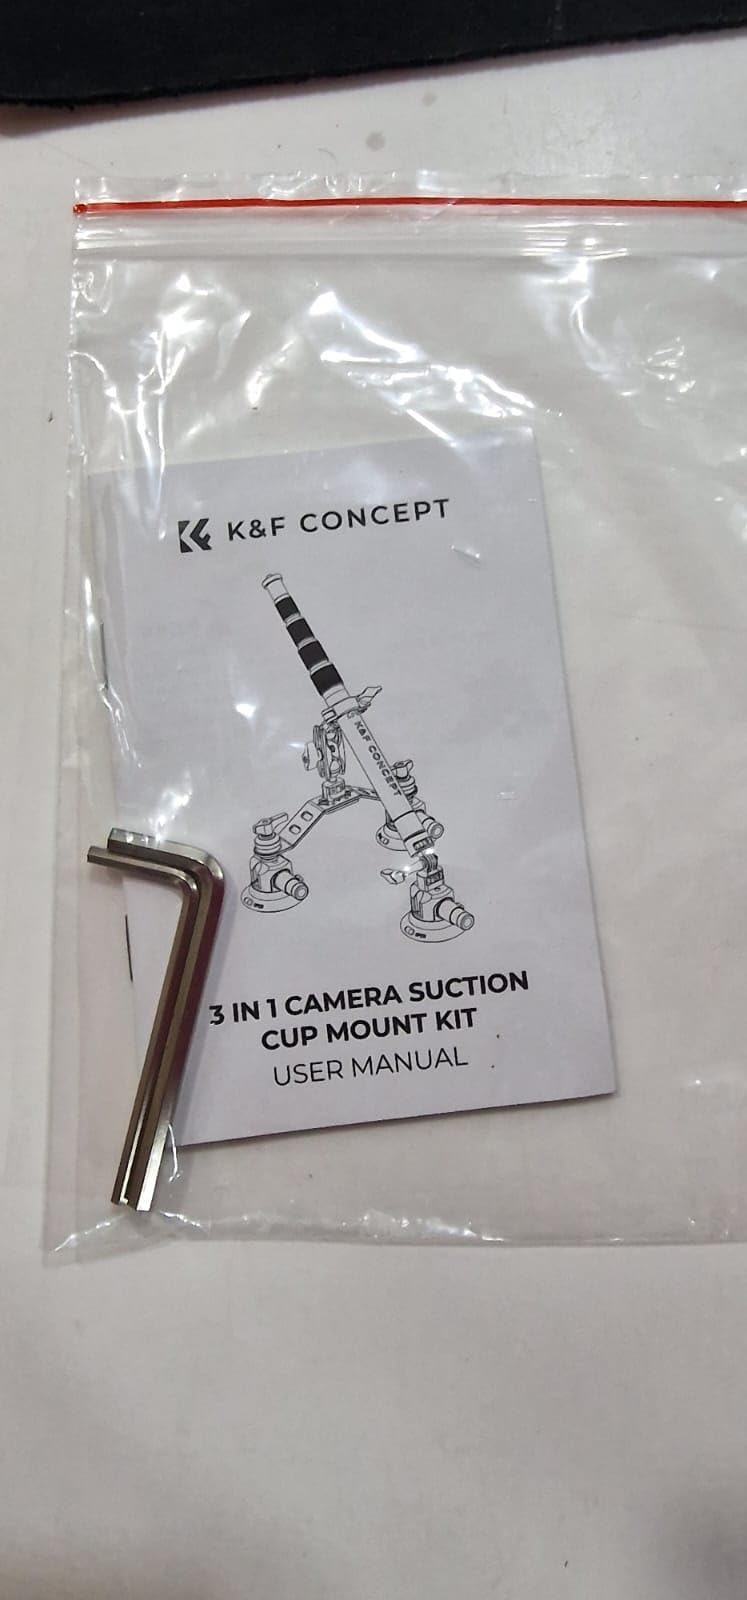 K&F CONCEPT
K&F CONCEPT
3 IN 1 CAMERA SUCTION
CUP MOUNT KIT
USER MANUAL